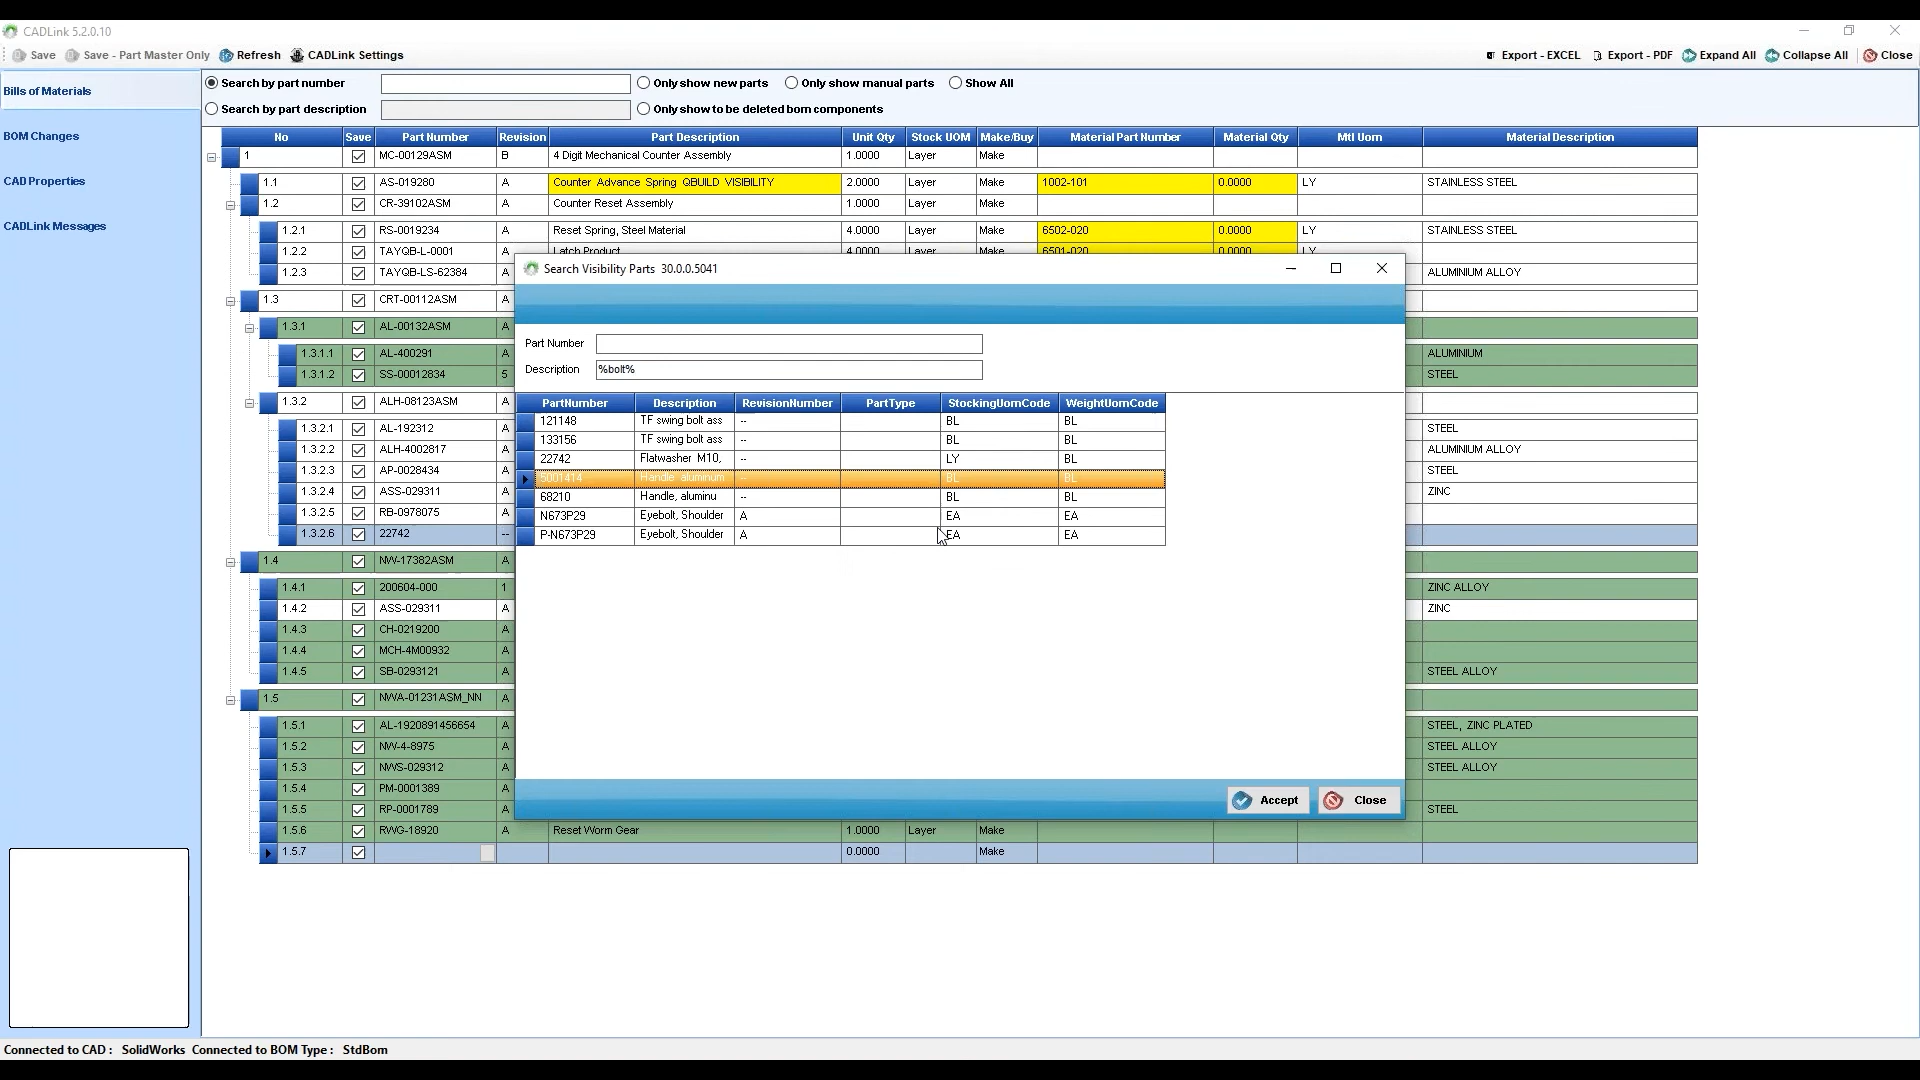 CADLink 5.2.0.10
Save Save - Part Master Only Refresh CADLink Settings Export - EXCEL Export - PDF Expand All Collapse All Close
Bills of Materials
BOM Changes
CAD Properties
CADLink Messages
Search by part number Only show new parts Only show manual parts Show All
Search by part description Only show to be deleted bom components
No Save Part Number Revision Part Description Unit Qty Stock UOM Make/Buy Material Part Number Material Qty Mtl Uom Material Description
1 MC-00129ASM B 4 Digit Mechanical Counter Assembly 1.0000 Layer Make
1.1 AS-019280 A Counter Advance Spring QBUILD VISIBILITY 2.0000 Layer Make 1002-101 0.0000 LY STAINLESS STEEL
1.2 CR-39102ASM A Counter Reset Assembly 1.0000 Layer Make
1.2.1 RS-0019234 A Reset Spring, Steel Material 4.0000 Layer Make 6502-020 0.0000 LY STAINLESS STEEL
1.2.2 TAYQB-L-0001 A Latch Product 4.0000 Layer Make 6501-020 0.0000 LY
1.2.3 TAYQB-LS-62384 A ALUMINIUM ALLOY
1.3 CRT-00112ASM A
1.3.1 AL-00132ASM A
1.3.1.1 AL-400291 A ALUMINIUM
1.3.1.2 SS-00012834 5 STEEL
1.3.2 ALH-08123ASM A
1.3.2.1 AL-192312 A STEEL
1.3.2.2 ALH-4002817 A ALUMINIUM ALLOY
1.3.2.3 AP-0028434 A STEEL
1.3.2.4 ASS-029311 A ZINC
1.3.2.5 RB-0978075 A
1.3.2.6 22742 --
1.4 NW-17382ASM A
1.4.1 200604-000 1 ZINC ALLOY
1.4.2 ASS-029311 A ZINC
1.4.3 CH-0219200 A
1.4.4 MCH-4M00932 A
1.4.5 SB-0293121 A STEEL ALLOY
1.5 NWA-01231ASM_NN A
1.5.1 AL-1920891456654 A STEEL, ZINC PLATED
1.5.2 NW-4-8975 A STEEL ALLOY
1.5.3 NWS-029312 A STEEL ALLOY
1.5.4 PM-0001389 A
1.5.5 RP-0001789 A STEEL
1.5.6 RWG-18920 A Reset Worm Gear 1.0000 Layer Make
1.5.7 0.0000 Make
Search Visibility Parts 30.0.0.5041
Part Number
Description %bolt%
PartNumber Description RevisionNumber PartType StockingUomCode WeightUomCode
121148 TF swing bolt ass -- BL BL
133156 TF swing bolt ass -- BL BL
22742 Flatwasher M10, -- LY BL
5001414 Handle aluminum -- BL BL
68210 Handle, aluminu -- BL BL
N673P29 Eyebolt, Shoulder A EA EA
P-N673P29 Eyebolt, Shoulder A EA EA
Accept Close
Connected to CAD : SolidWorks Connected to BOM Type : StdBom